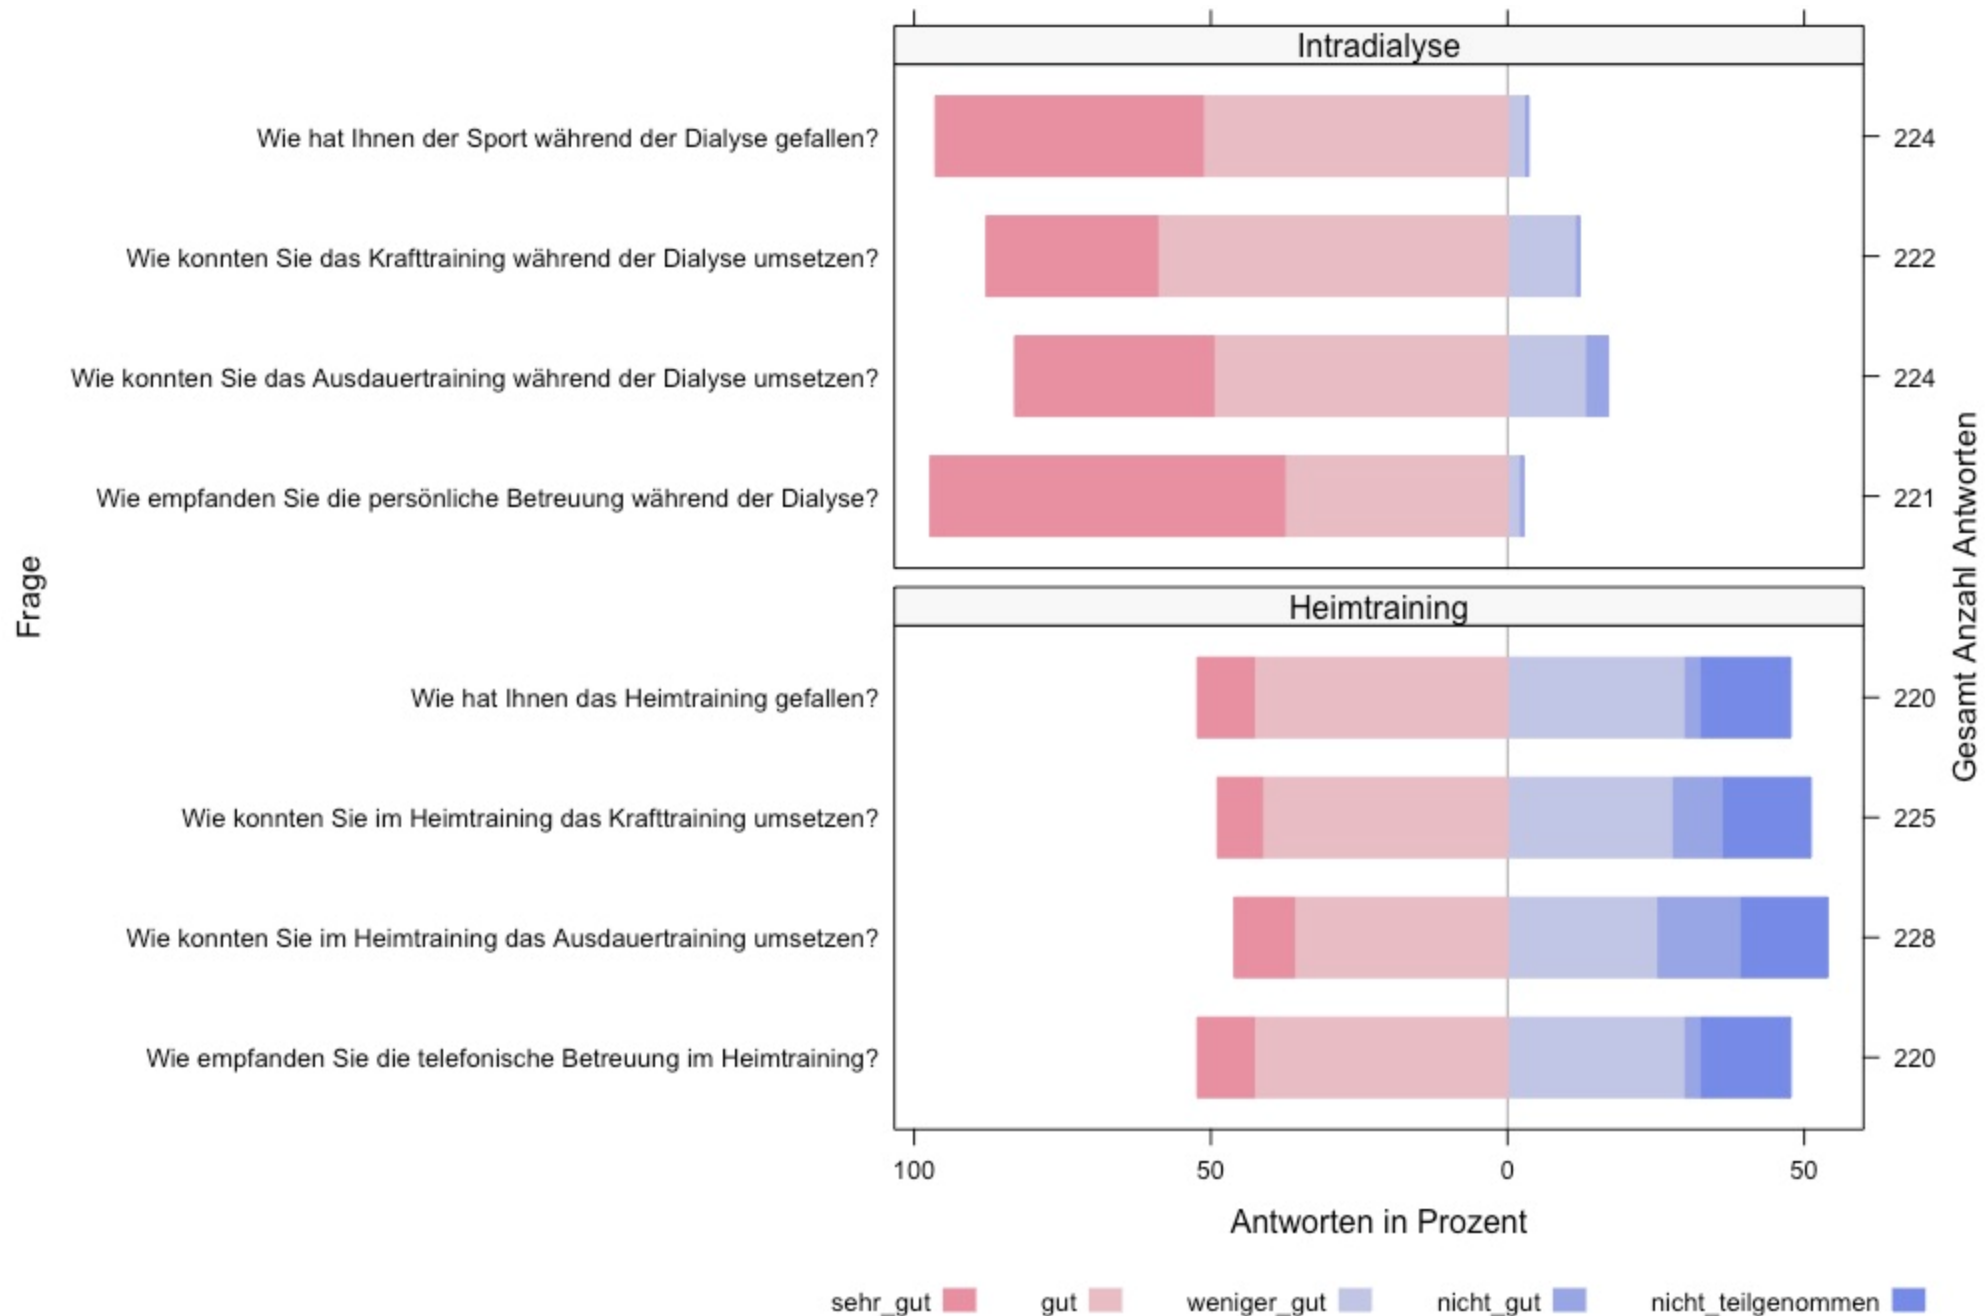 Intradialyse
Wie hat Ihnen der Sport während der Dialyse gefallen?
224
Wie konnten Sie das Krafttraining während der Dialyse umsetzen?
222
Wie konnten Sie das Ausdauertraining während der Dialyse umsetzen?
224
Wie empfanden Sie die persönliche Betreuung während der Dialyse?
221
Frage
Gesamt Anzahl Antworten
Heimtraining
Wie hat Ihnen das Heimtraining gefallen?
220
Wie konnten Sie im Heimtraining das Krafttraining umsetzen?
225
Wie konnten Sie im Heimtraining das Ausdauertraining umsetzen?
228
Wie empfanden Sie die telefonische Betreuung im Heimtraining?
220
100 50 0 50
Antworten in Prozent
sehr_gut gut weniger_gut nicht_gut nicht_teilgenommen